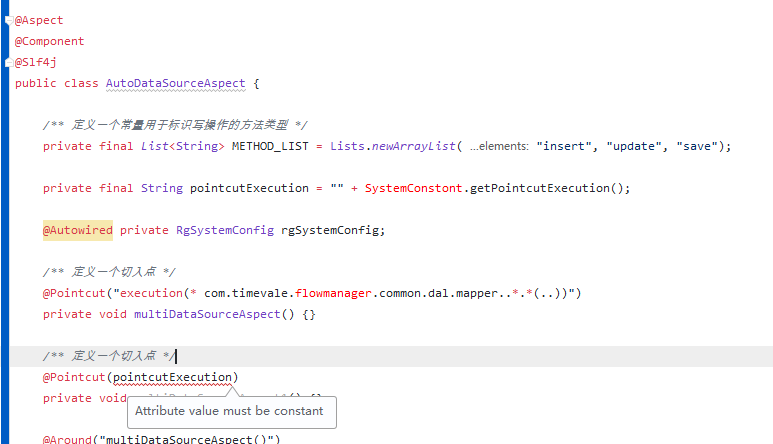 @Aspect
@Component
@Slf4j
public class AutoDataSourceAspect {
/** 定义一个常量用于标识写操作的方法类型 */
private final List<String> METHOD_LIST = Lists.newArrayList( ...elements: "insert", "update", "save");
private final String pointcutExecution = "" + SystemConstont.getPointcutExecution();
@Autowired private RgSystemConfig rgSystemConfig;
/** 定义一个切入点 */
@Pointcut("execution(* com.timevale.flowmanager.common.dal.mapper..*.*(..))")
private void multiDataSourceAspect() {}
/** 定义一个切入点 */
@Pointcut(pointcutExecution)
private void
Attribute value must be constant
@Around("multiDataSourceAspect()")